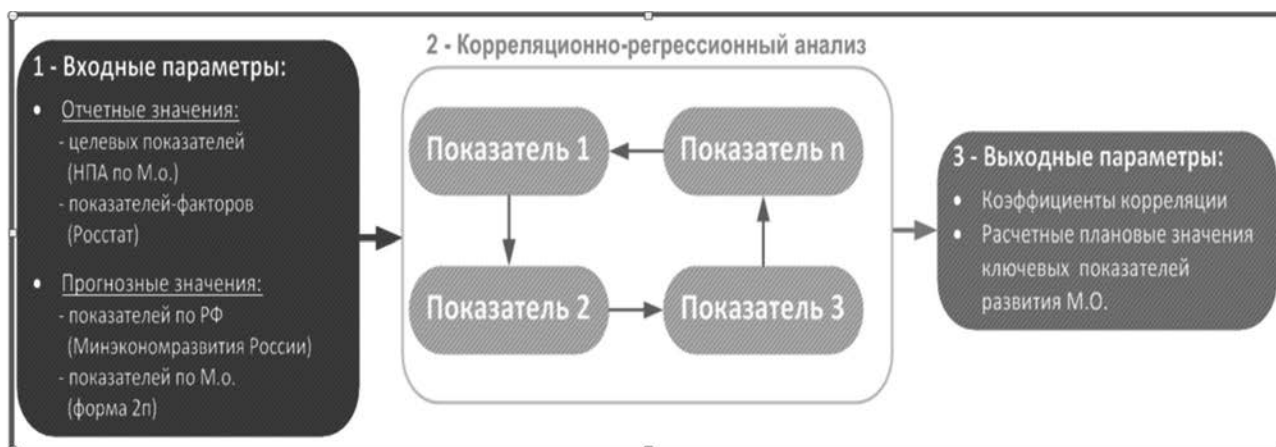 1 - Входные параметры:
• Отчетные значения:
- целевых показателей
(НПА по М.о.)
- показателей-факторов
(Росстат)
• Прогнозные значения:
- показателей по РФ
(Минэкономразвития России)
- показателей по М.о.
(форма 2п)
2 - Корреляционно-регрессионный анализ
Показатель 1
Показатель n
Показатель 2
Показатель 3
3 - Выходные параметры:
• Коэффициенты корреляции
• Расчетные плановые значения
ключевых показателей
развития М.О.